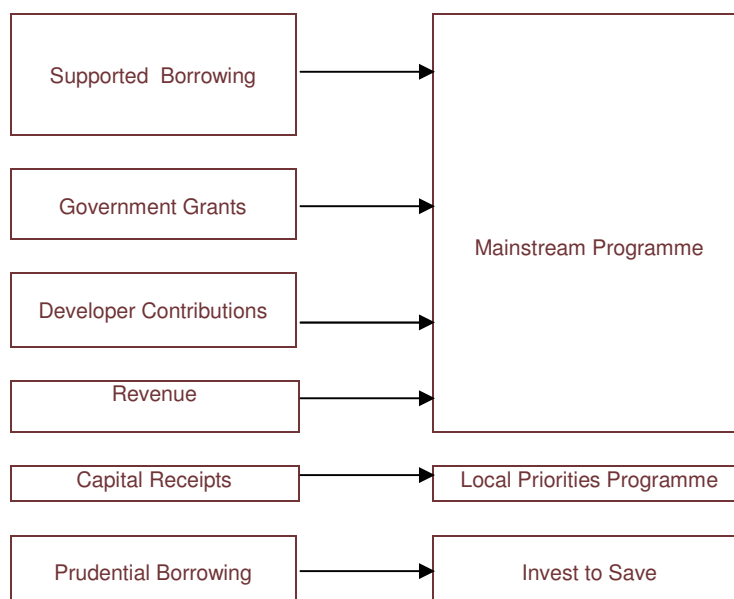 Supported Borrowing
Government Grants
Mainstream Programme
Developer Contributions
Revenue
Capital Receipts
Local Priorities Programme
Prudential Borrowing
Invest to Save